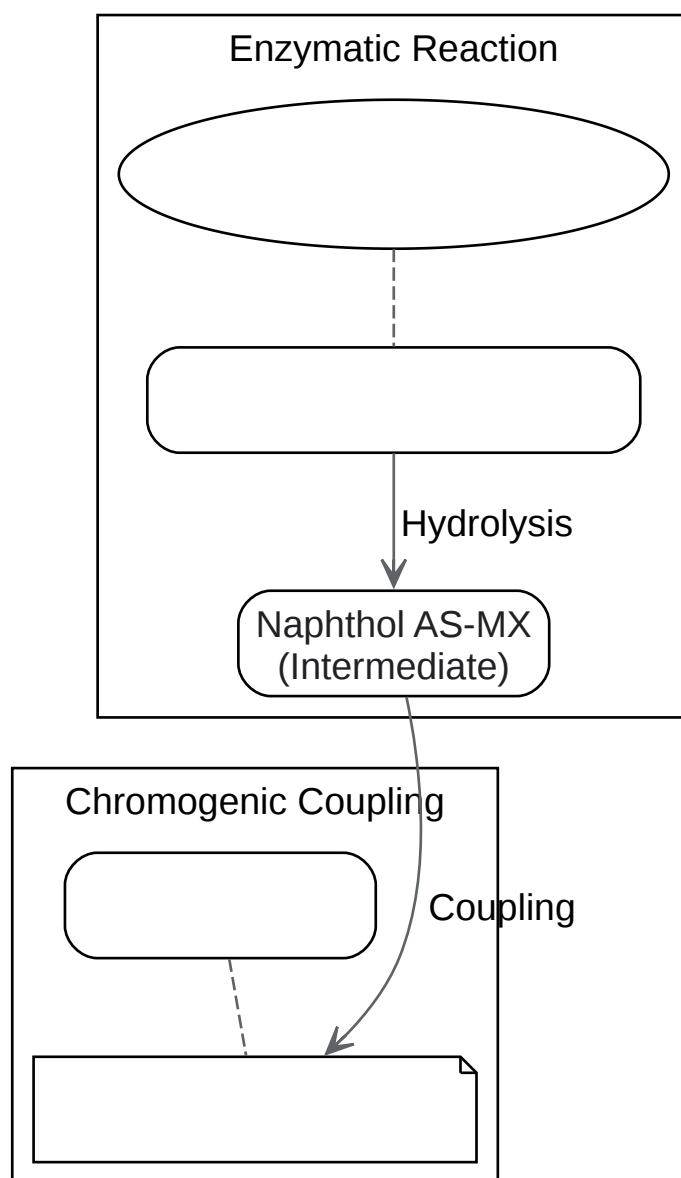 Enzymatic Reaction
Hydrolysis
Naphthol AS-MX
(Intermediate)
Chromogenic Coupling
Coupling